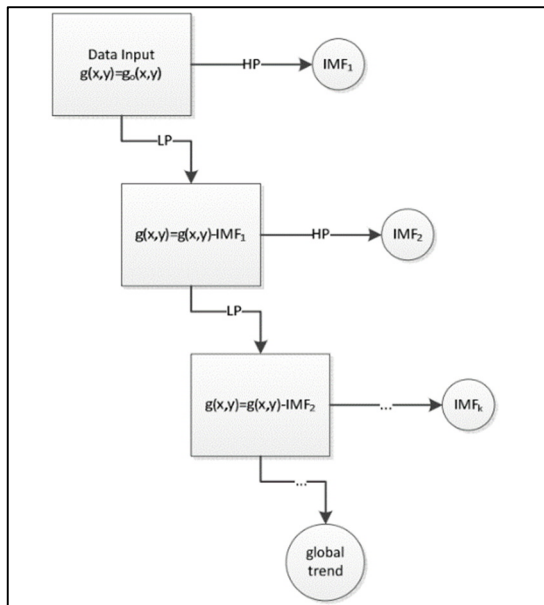 Data Input
g(x,y)=g₀(x,y)
HP
IMF₁
LP
g(x,y)=g(x,y)-IMF₁
HP
IMF₂
LP
g(x,y)=g(x,y)-IMF₂
...
IMFₖ
...
global
trend